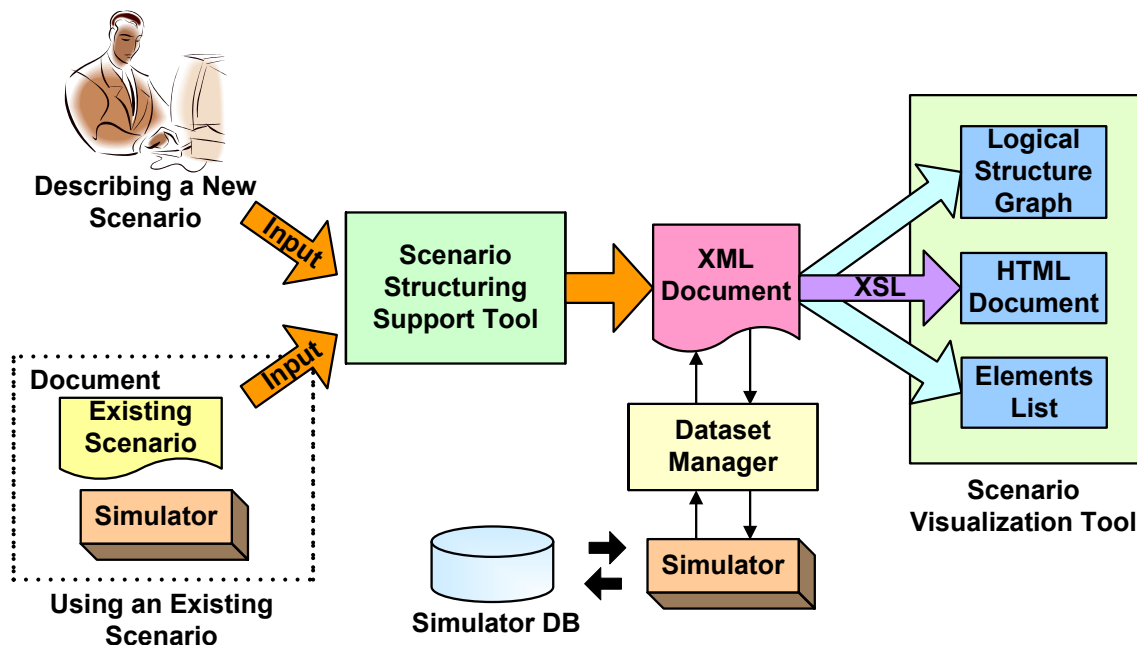 Describing a New
Scenario
Input
Input
Document
Existing
Scenario
Simulator
Using an Existing
Scenario
Scenario
Structuring
Support Tool
XML
Document
XSL
Dataset
Manager
Simulator
Simulator DB
Logical
Structure
Graph
HTML
Document
Elements
List
Scenario
Visualization Tool